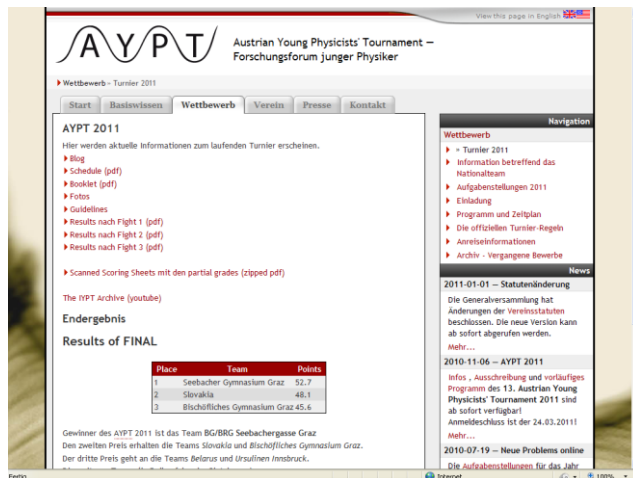 View this page in English
AYPT
Austrian Young Physicists' Tournament —
Forschungsforum junger Physiker
Wettbewerb - Turnier 2011
Start Basiswissen Wettbewerb Verein Presse Kontakt
AYPT 2011
Hier werden aktuelle Informationen zum laufenden Turnier erscheinen.
Blog
Schedule (pdf)
Booklet (pdf)
Fotos
Guidelines
Results nach Fight 1 (pdf)
Results nach Fight 2 (pdf)
Results nach Fight 3 (pdf)
Scanned Scoring Sheets mit den partial grades (zipped pdf)
The IYPT Archive (youtube)
Endergebnis
Results of FINAL
Place Team Points
1 Seebacher Gymnasium Graz 52.7
2 Slovakia 48.1
3 Bischöfliches Gymnasium Graz 45.6
Gewinner des AYPT 2011 ist das Team BG/BRG Seebachergasse Graz
Den zweiten Preis erhalten die Teams Slovakia und Bischöfliches Gymnasium Graz.
Der dritte Preis geht an die Teams Belarus und Ursulinen Innsbruck.
Navigation
Wettbewerb
» Turnier 2011
Information betreffend das
Nationalteam
Aufgabenstellungen 2011
Einladung
Programm und Zeitplan
Die offiziellen Turnier-Regeln
Anreiseinformationen
Archiv - Vergangene Bewerbe
News
2011-01-01 — Statutenänderung
Die Generalversammlung hat
Änderungen der Vereinsstatuten
beschlossen. Die neue Version kann
ab sofort abgerufen werden.
Mehr...
2010-11-06 — AYPT 2011
Infos , Ausschreibung und vorläufiges
Programm des 13. Austrian Young
Physicists' Tournament 2011 sind
ab sofort verfügbar!
Anmeldeschluss ist der 24.03.2011!
Mehr...
2010-07-19 — Neue Problems online
Die Aufgabenstellungen für das Jahr
Fertig
Internet
100%